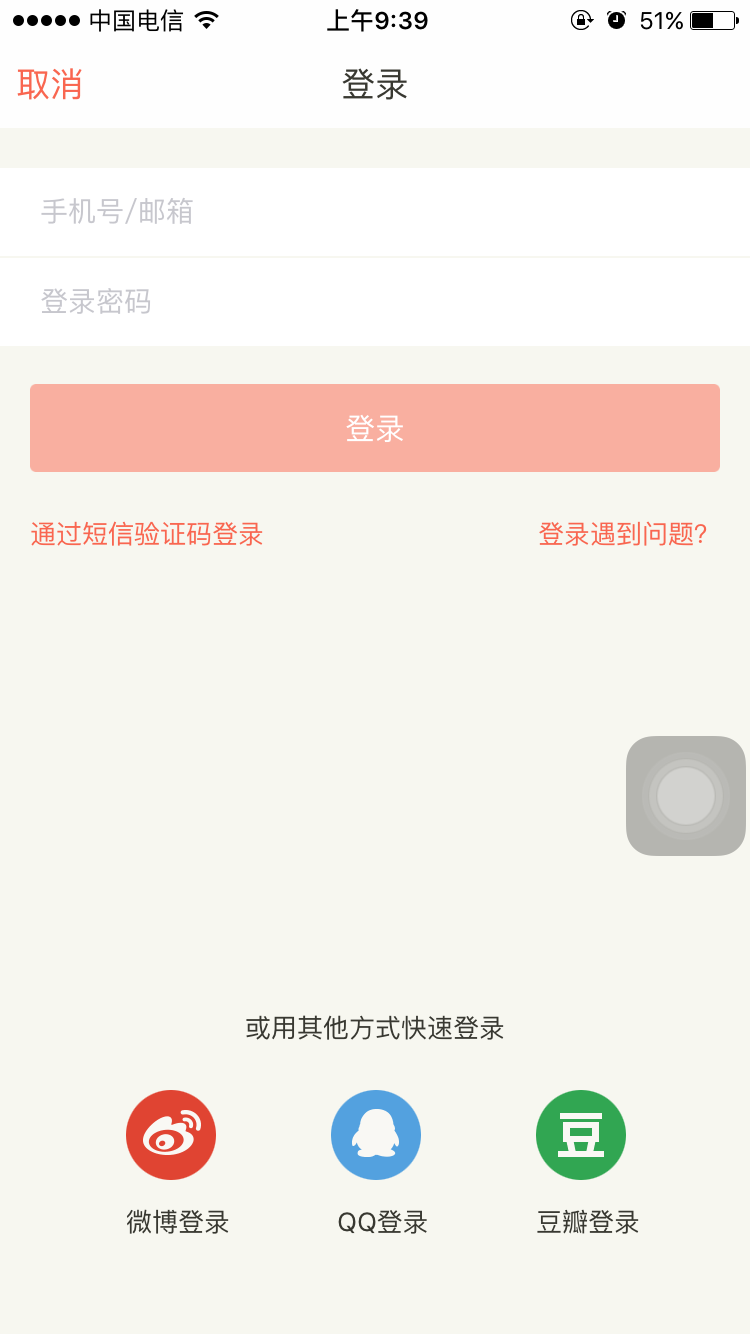 中国电信 上午9:39 51%
取消 登录
手机号/邮箱
登录密码
登录
通过短信验证码登录 登录遇到问题?
或用其他方式快速登录
豆
微博登录 QQ登录 豆瓣登录